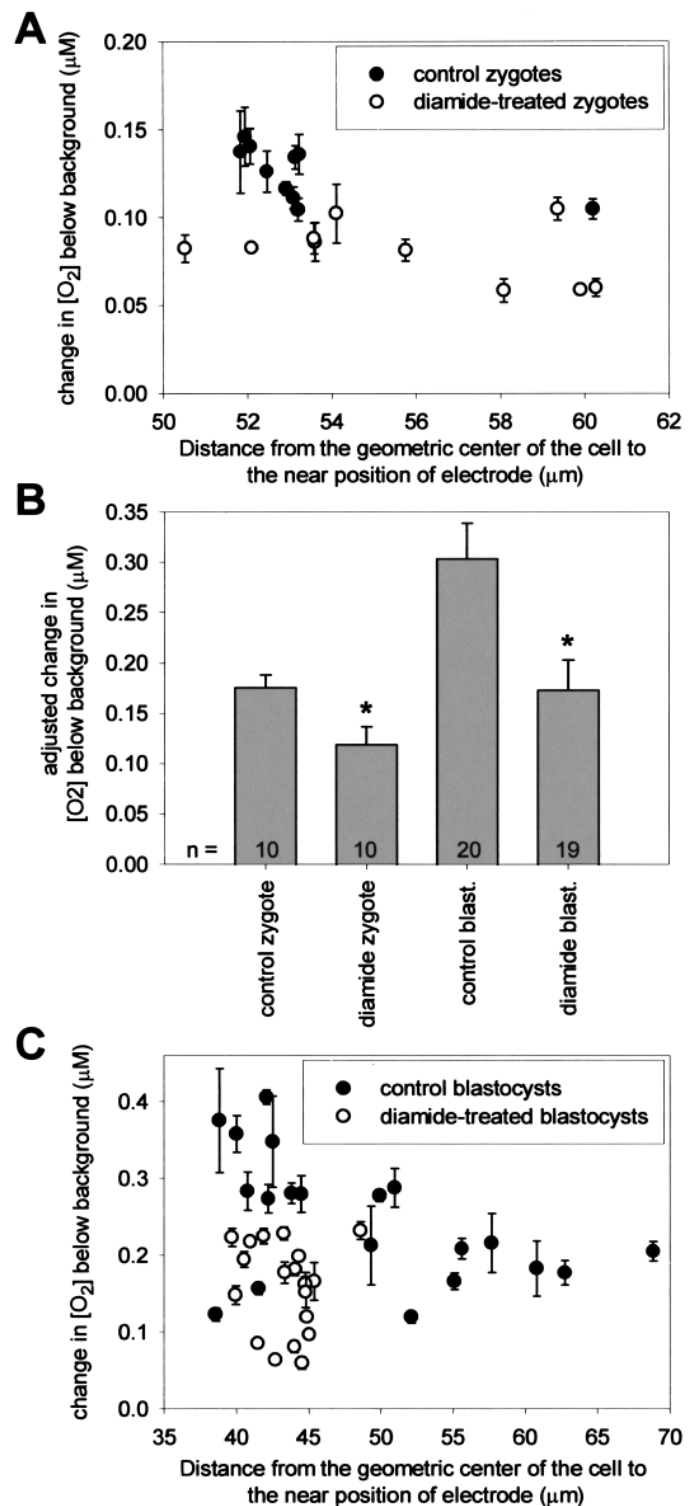 A
change in [O2] below background (μM)
0.20
0.15
0.10
0.05
0.00
control zygotes
diamide-treated zygotes
50 52 54 56 58 60 62
Distance from the geometric center of the cell to
the near position of electrode (μm)
B
adjusted change in
[O2] below background (μM)
0.35
0.30
0.25
0.20
0.15
0.10
0.05
0.00
*
*
n = 10 10 20 19
control zygote
diamide zygote
control blast.
diamide blast.
C
change in [O2] below background (μM)
0.4
0.3
0.2
0.1
0.0
control blastocysts
diamide-treated blastocysts
35 40 45 50 55 60 65 70
Distance from the geometric center of the cell to
the near position of electrode (μm)